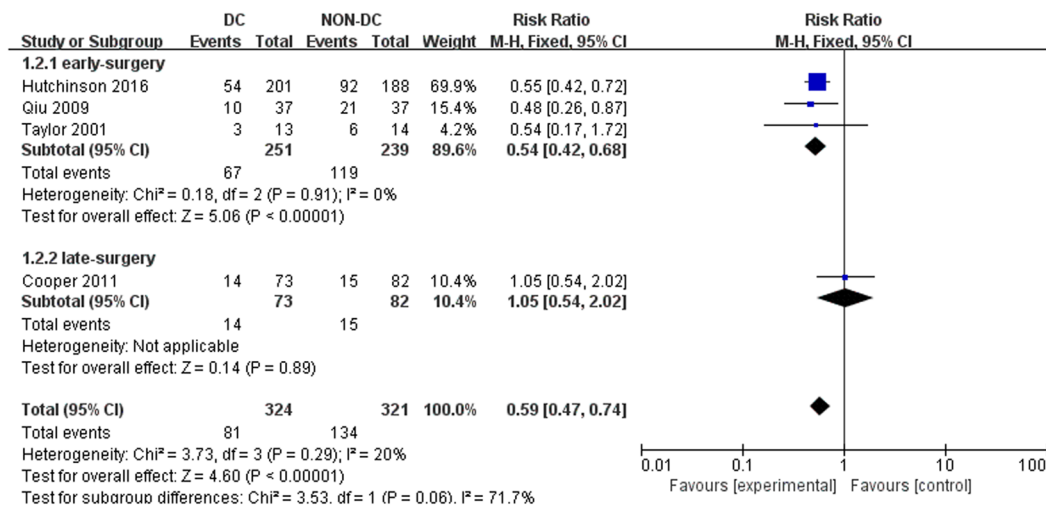 DC NON-DC Risk Ratio Risk Ratio
Study or Subgroup Events Total Events Total Weight M-H, Fixed, 95% CI M-H, Fixed, 95% CI
1.2.1 early-surgery
Hutchinson 2016 54 201 92 188 69.9% 0.55 [0.42, 0.72]
Qiu 2009 10 37 21 37 15.4% 0.48 [0.26, 0.87]
Taylor 2001 3 13 6 14 4.2% 0.54 [0.17, 1.72]
Subtotal (95% CI) 251 239 89.6% 0.54 [0.42, 0.68]
Total events 67 119
Heterogeneity: Chi² = 0.18, df = 2 (P = 0.91); I² = 0%
Test for overall effect: Z = 5.06 (P < 0.00001)
1.2.2 late-surgery
Cooper 2011 14 73 15 82 10.4% 1.05 [0.54, 2.02]
Subtotal (95% CI) 73 82 10.4% 1.05 [0.54, 2.02]
Total events 14 15
Heterogeneity: Not applicable
Test for overall effect: Z = 0.14 (P = 0.89)
Total (95% CI) 324 321 100.0% 0.59 [0.47, 0.74]
Total events 81 134
Heterogeneity: Chi² = 3.73, df = 3 (P = 0.29); I² = 20%
Test for overall effect: Z = 4.60 (P < 0.00001)
Test for subgroup differences: Chi² = 3.53, df = 1 (P = 0.06), I² = 71.7%
0.01 0.1 1 10 100
Favours [experimental] Favours [control]